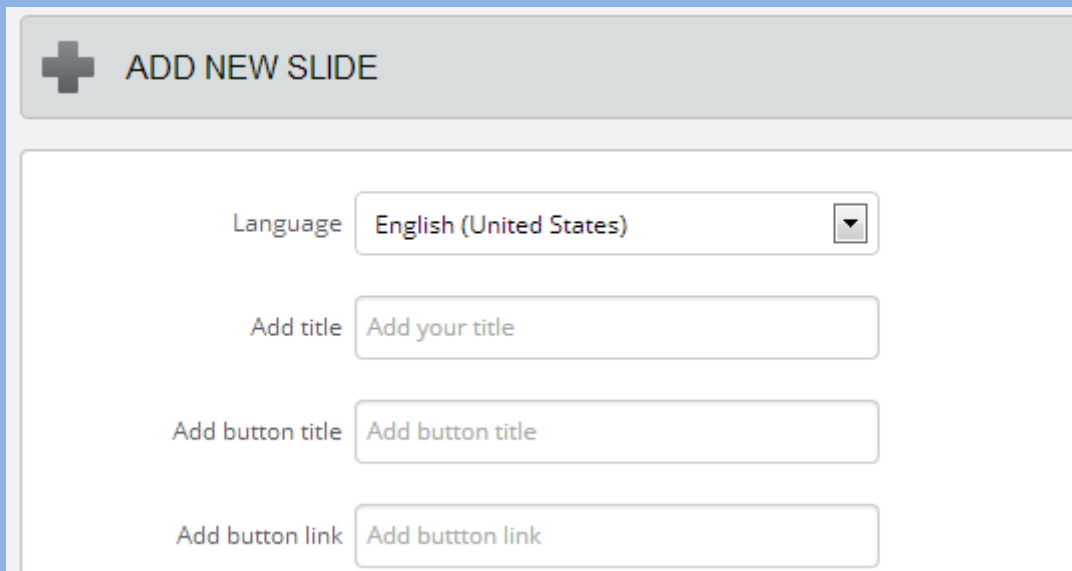 ADD NEW SLIDE
Language English (United States)
Add title Add your title
Add button title Add button title
Add button link Add buttton link